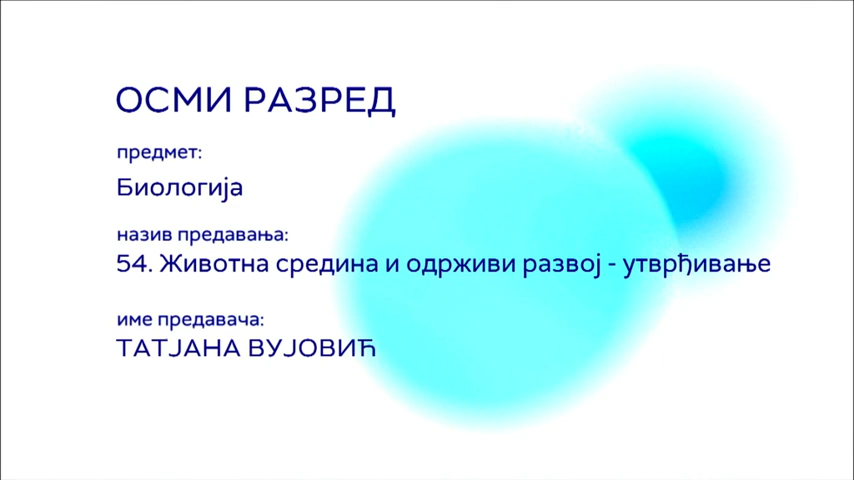 ОСМИ РАЗРЕД
предмет:
Биологија
назив предавања:
54. Животна средина и одрживи развој - утврђивање
име предавача:
ТАТЈАНА ВУЈОВИЋ